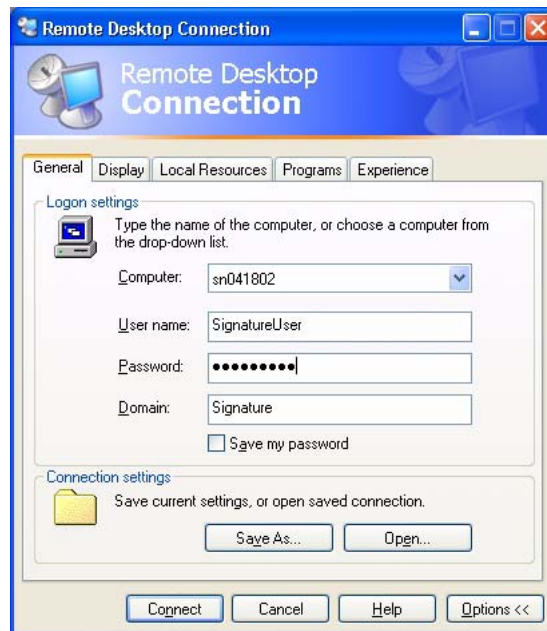 Remote Desktop Connection
Remote Desktop
Connection
General Display Local Resources Programs Experience
Logon settings
Type the name of the computer, or choose a computer from
the drop-down list.
Computer: sn041802
User name: SignatureUser
Password: ●●●●●●●●●
Domain: Signature
Save my password
Connection settings
Save current settings, or open saved connection.
Save As... Open...
Connect Cancel Help Options <<